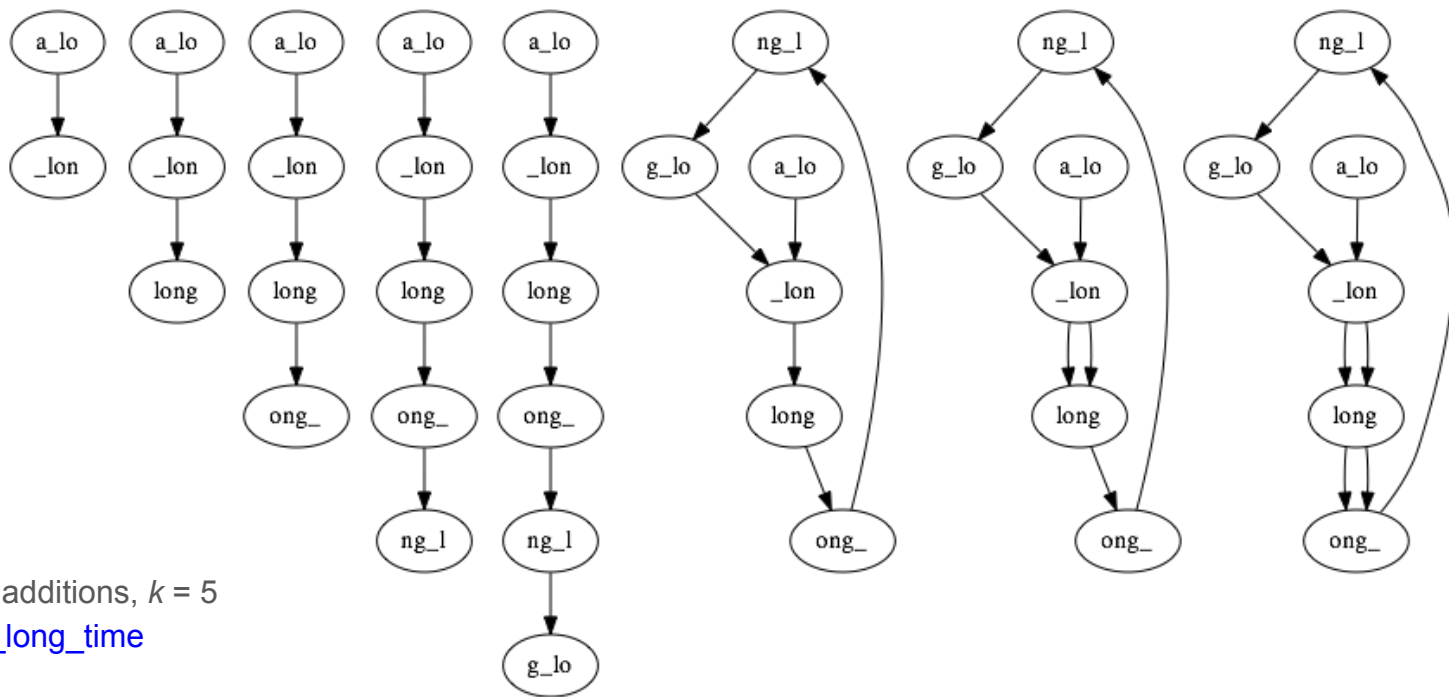 a_lo a_lo a_lo a_lo a_lo ng_l ng_l ng_l
_lon _lon _lon _lon _lon g_lo a_lo g_lo a_lo g_lo a_lo
long long long long _lon _lon _lon
ong_ ong_ ong_ long long long
ng_l ng_l ong_ ong_ ong_
additions, k = 5
_long_time
g_lo